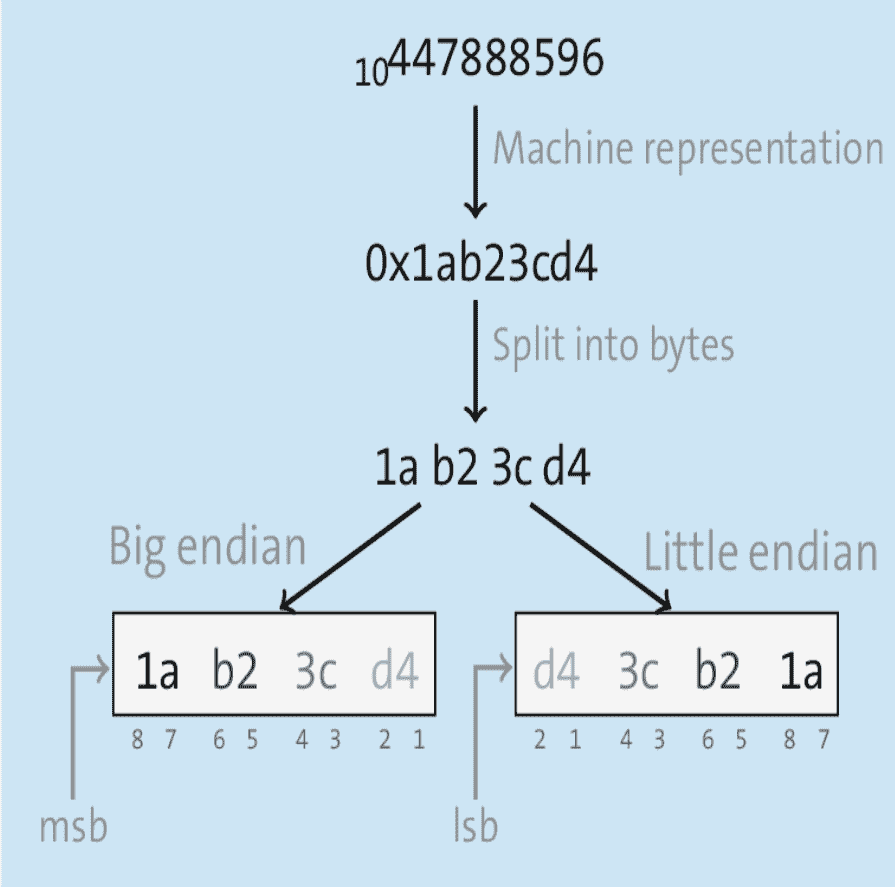 10447888596
Machine representation
0x1ab23cd4
Split into bytes
1a b2 3c d4
Big endian
Little endian
1a b2 3c d4
d4 3c b2 1a
8 7 6 5 4 3 2 1
2 1 4 3 6 5 8 7
msb
lsb